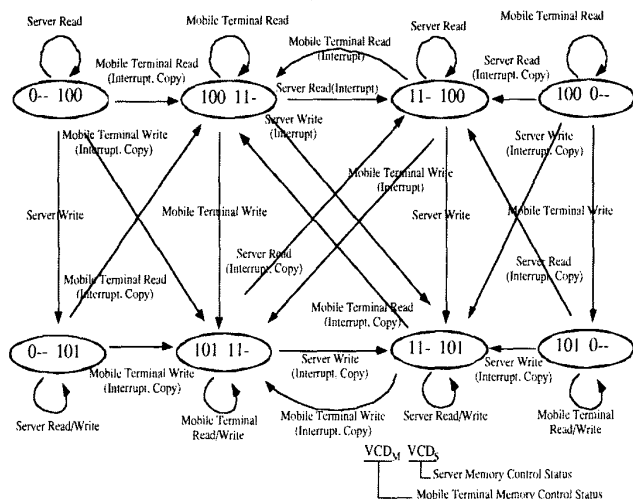 Server Read
Mobile Terminal Read
Server Read
Mobile Terminal Read
Mobile Terminal Read
(Interrupt, Copy)
Mobile Terminal Read
(Interrupt)
Server Read
(Interrupt, Copy)
0-- 100
100 11-
Server Read(Interrupt)
11- 100
100 0--
Mobile Terminal Write
(Interrupt, Copy)
Server Write
(Interrupt)
Server Write
(Interrupt, Copy)
Mobile Terminal Write
(Interrupt)
Server Write
Mobile Terminal Write
Server Write
Mobile Terminal Write
Server Read
(Interrupt, Copy)
Server Read
(Interrupt, Copy)
Mobile Terminal Read
(Interrupt, Copy)
Mobile Terminal Read
(Interrupt, Copy)
0-- 101
101 11-
11- 101
101 0--
Mobile Terminal Write
(Interrupt, Copy)
Server Write
(Interrupt, Copy)
Server Write
(Interrupt, Copy)
Server Read/Write
Mobile Terminal
Read/Write
Mobile Terminal Write
(Interrupt, Copy)
Server Read/Write
Mobile Terminal
Read/Write
VCDM VCDS
Server Memory Control Status
Mobile Terminal Memory Control Status